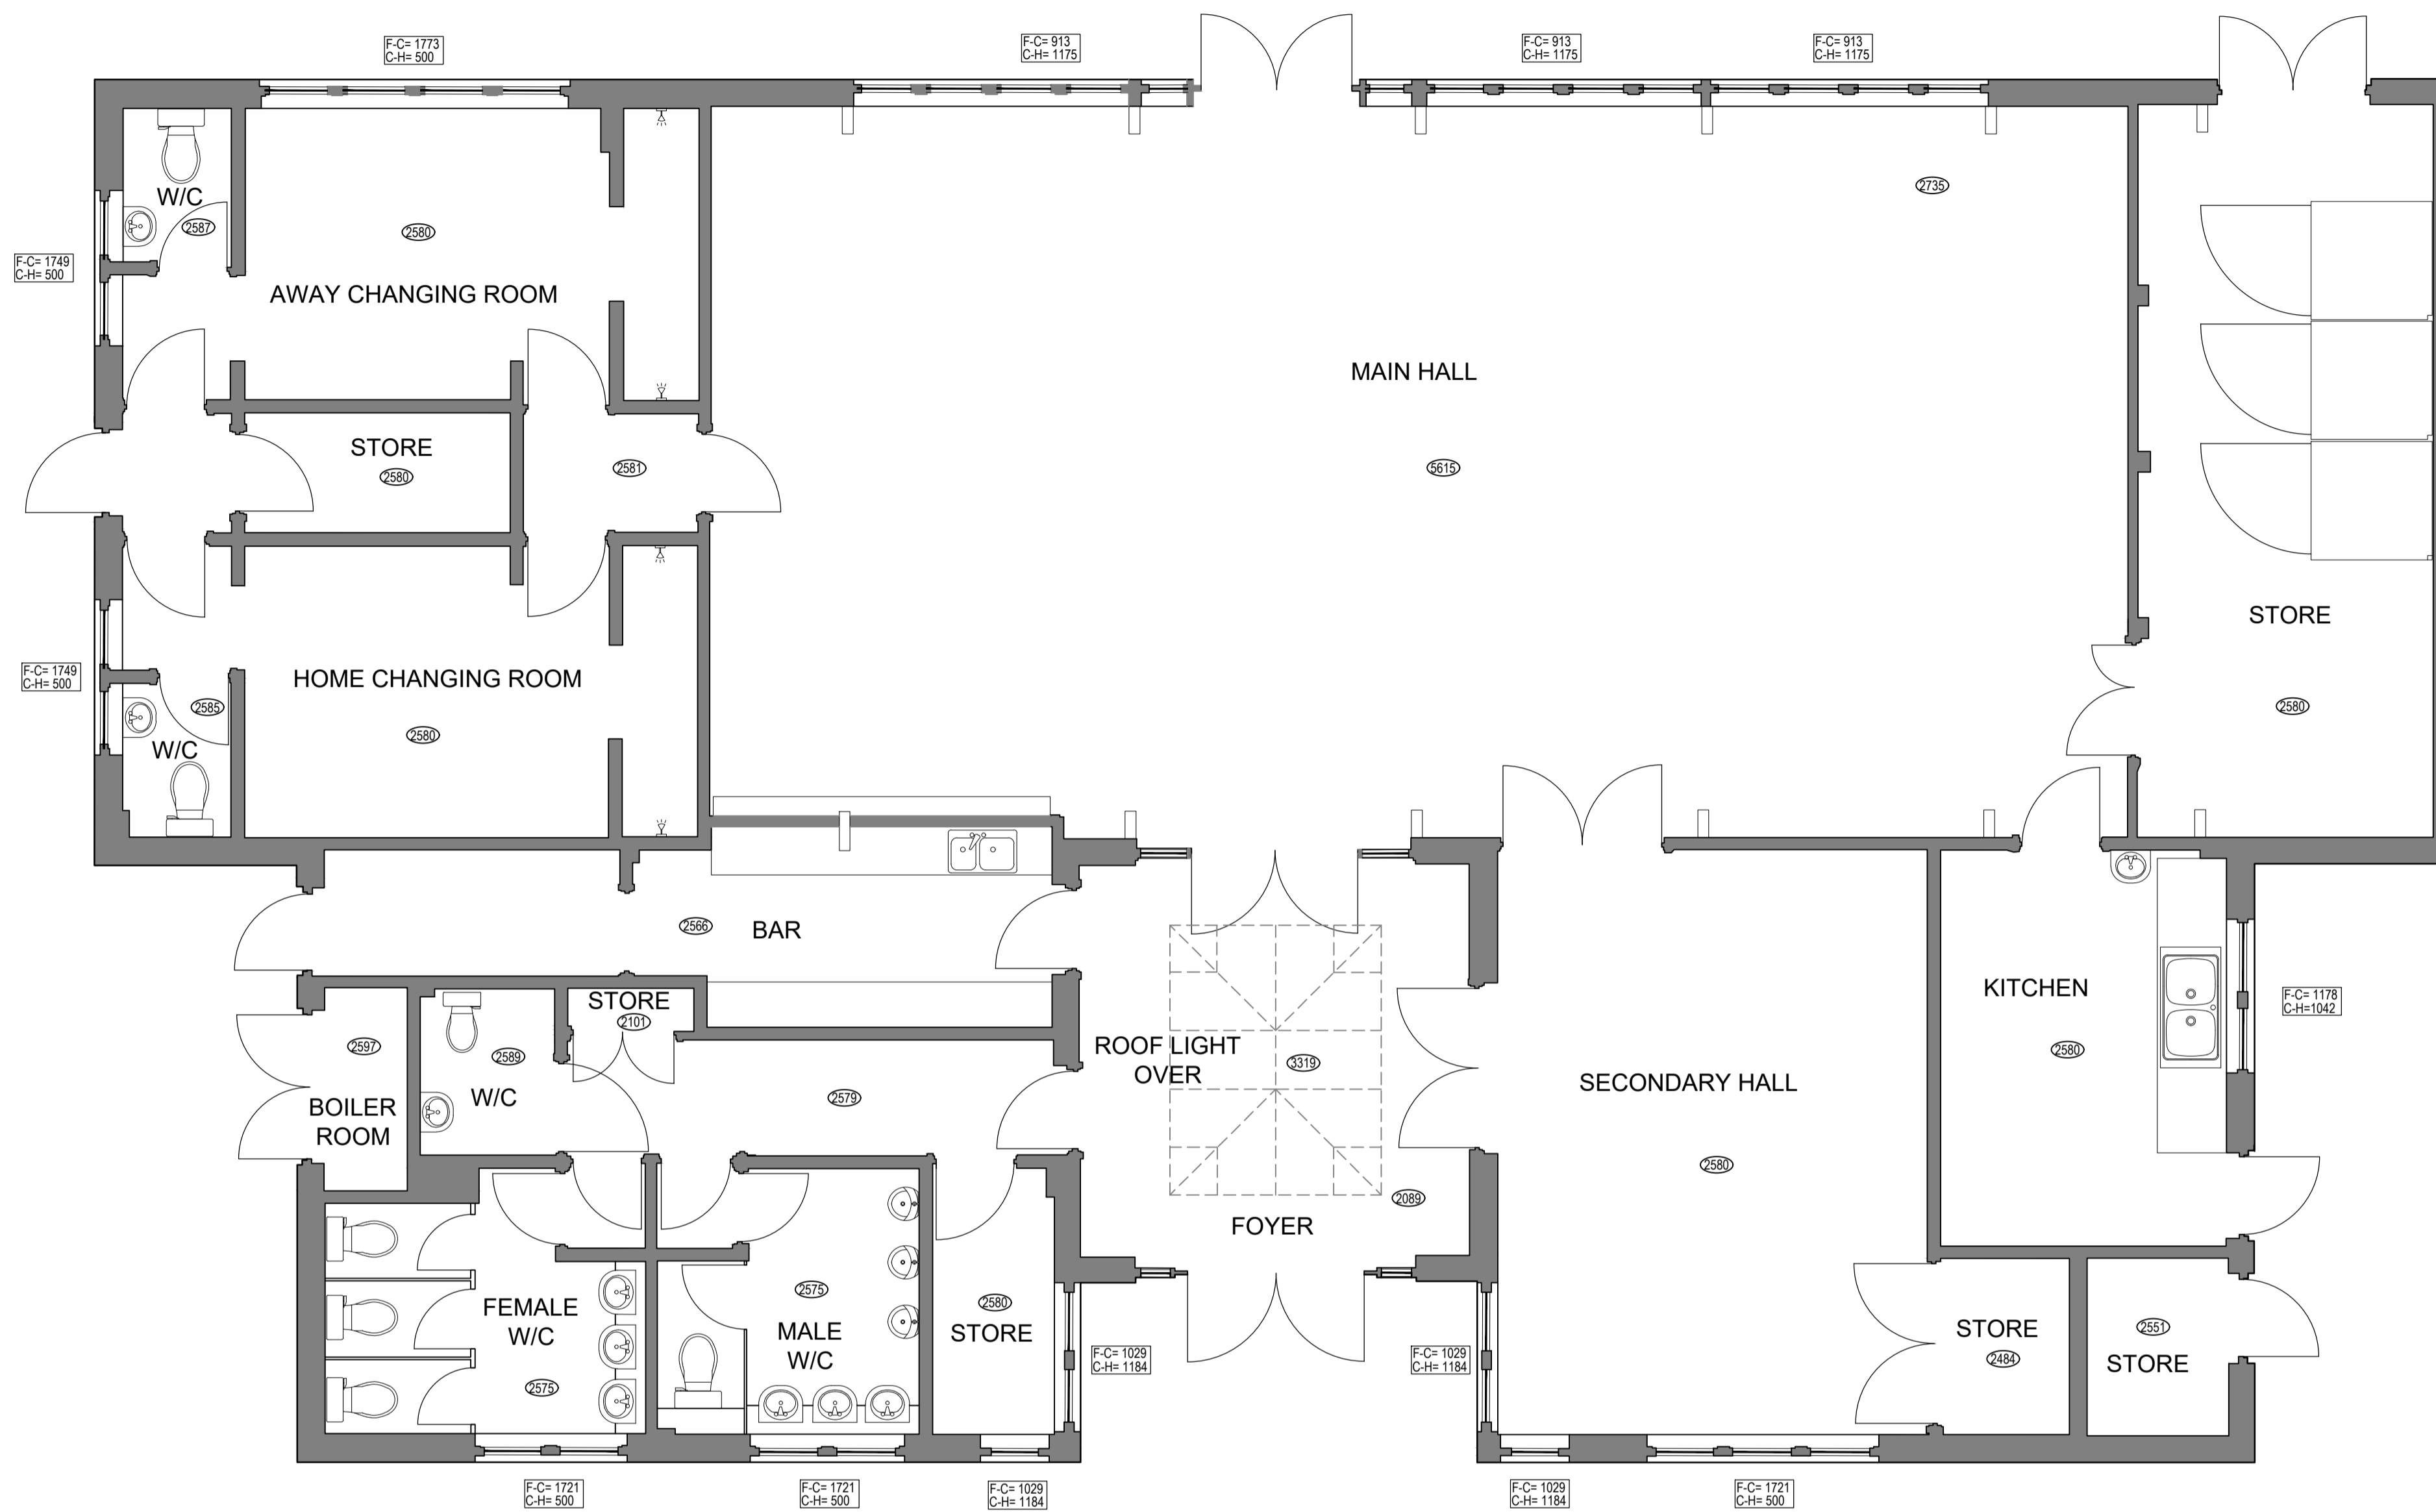 F-C= 1773
C-H= 500
F-C= 913
C-H= 1175
F-C= 913
C-H= 1175
F-C= 913
C-H= 1175
W/C
2587
2580
2735
F-C= 1749
C-H= 500
AWAY CHANGING ROOM
MAIN HALL
STORE
2580
2581
5615
STORE
F-C= 1749
C-H= 500
HOME CHANGING ROOM
2585
2580
2580
W/C
2566
BAR
KITCHEN
STORE
2101
F-C= 1178
C-H=1042
2597
2589
ROOF LIGHT
OVER
3319
2580
W/C
2579
SECONDARY HALL
BOILER
ROOM
2580
2089
FOYER
FEMALE
W/C
2575
2575
MALE
W/C
2580
STORE
STORE
2484
2551
STORE
F-C= 1029
C-H= 1184
F-C= 1029
C-H= 1184
F-C= 1721
C-H= 500
F-C= 1721
C-H= 500
F-C= 1029
C-H= 1184
F-C= 1029
C-H= 1184
F-C= 1721
C-H= 500